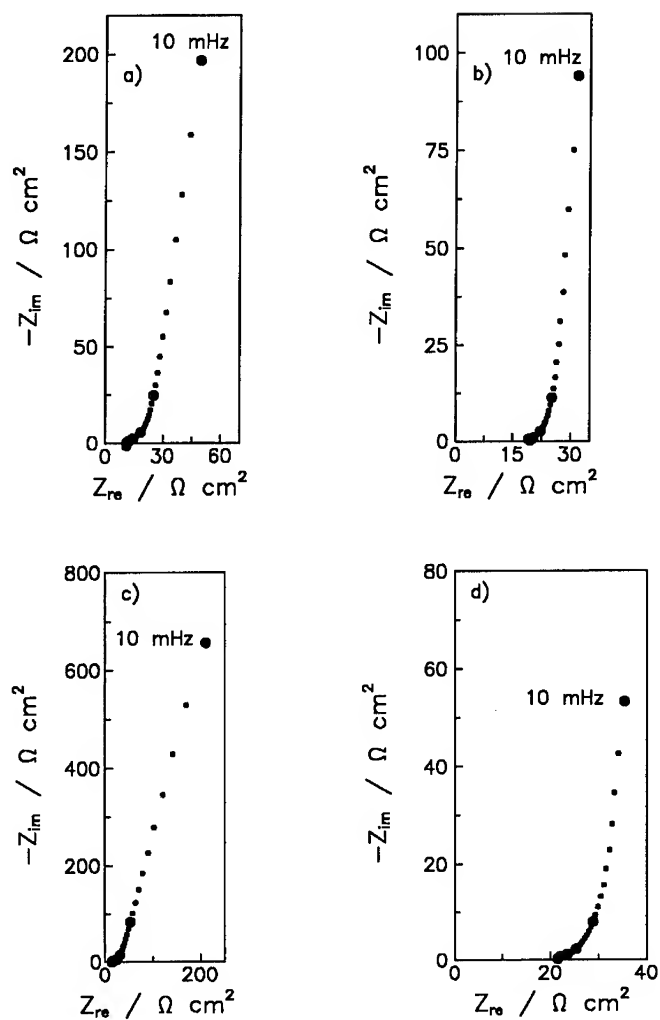 10 mHz
a)
200
150
100
50
0
-Z_im / Ω cm²
0 30 60
Z_re / Ω cm²
10 mHz
b)
100
75
50
25
0
-Z_im / Ω cm²
0 15 30
Z_re / Ω cm²
c)
10 mHz
800
600
400
200
0
-Z_im / Ω cm²
0 200
Z_re / Ω cm²
d)
10 mHz
80
60
40
20
0
-Z_im / Ω cm²
0 20 40
Z_re / Ω cm²